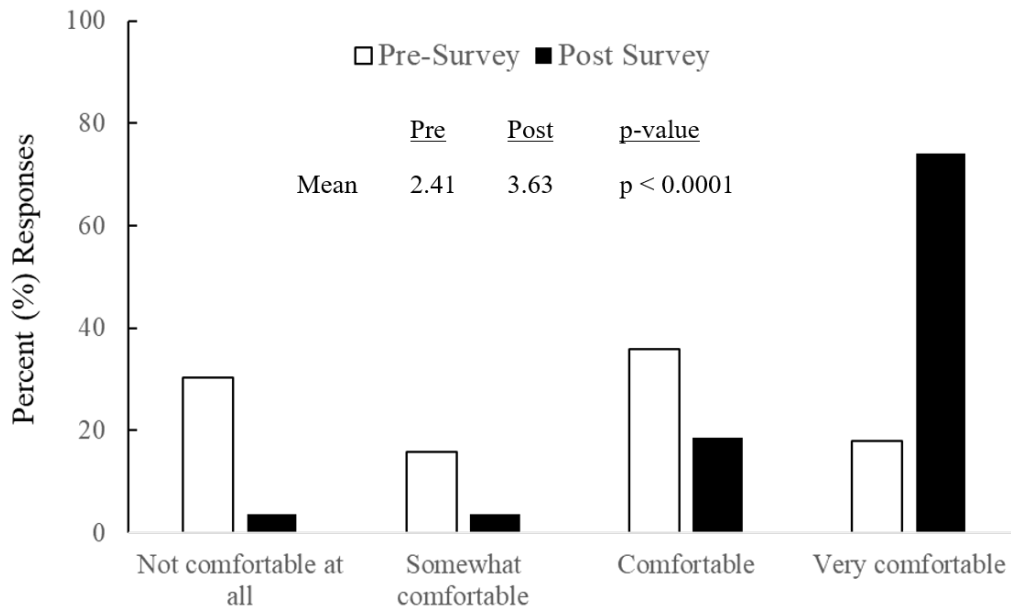 100
Pre-Survey Post Survey
80
Pre Post p-value
Mean 2.41 3.63 p < 0.0001
60
40
20
0
Percent (%) Responses
Not comfortable at
all
Somewhat
comfortable
Comfortable
Very comfortable